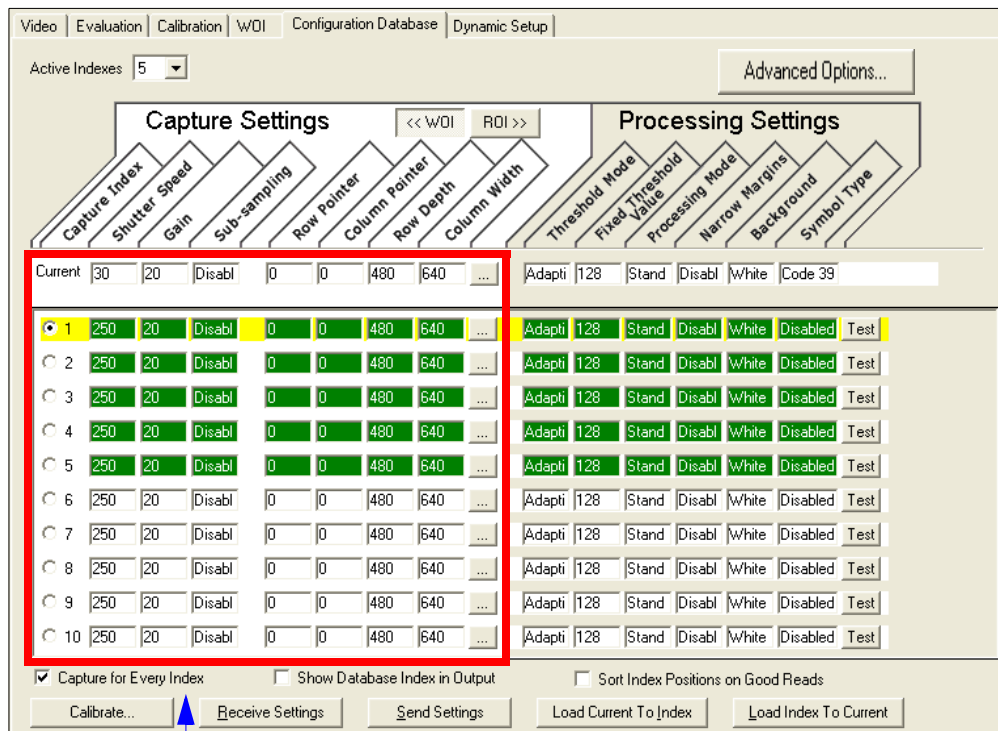 Video Evaluation Calibration WOI Configuration Database Dynamic Setup
Active Indexes 5 Advanced Options...
Capture Settings << WOI ROI >> Processing Settings
Capture Index Shutter Speed Gain Sub-sampling Row Pointer Column Pointer Row Depth Column Width Threshold Mode Fixed Threshold Value Processing Mode Narrow Margins Background Symbol Type
Current 30 20 Disabl 0 0 480 640 ... Adapti 128 Stand Disabl White Code 39
1 250 20 Disabl 0 0 480 640 ... Adapti 128 Stand Disabl White Disabled Test
2 250 20 Disabl 0 0 480 640 ... Adapti 128 Stand Disabl White Disabled Test
3 250 20 Disabl 0 0 480 640 ... Adapti 128 Stand Disabl White Disabled Test
4 250 20 Disabl 0 0 480 640 ... Adapti 128 Stand Disabl White Disabled Test
5 250 20 Disabl 0 0 480 640 ... Adapti 128 Stand Disabl White Disabled Test
6 250 20 Disabl 0 0 480 640 ... Adapti 128 Stand Disabl White Disabled Test
7 250 20 Disabl 0 0 480 640 ... Adapti 128 Stand Disabl White Disabled Test
8 250 20 Disabl 0 0 480 640 ... Adapti 128 Stand Disabl White Disabled Test
9 250 20 Disabl 0 0 480 640 ... Adapti 128 Stand Disabl White Disabled Test
10 250 20 Disabl 0 0 480 640 ... Adapti 128 Stand Disabl White Disabled Test
Capture for Every Index Show Database Index in Output Sort Index Positions on Good Reads
Calibrate... Receive Settings Send Settings Load Current To Index Load Index To Current